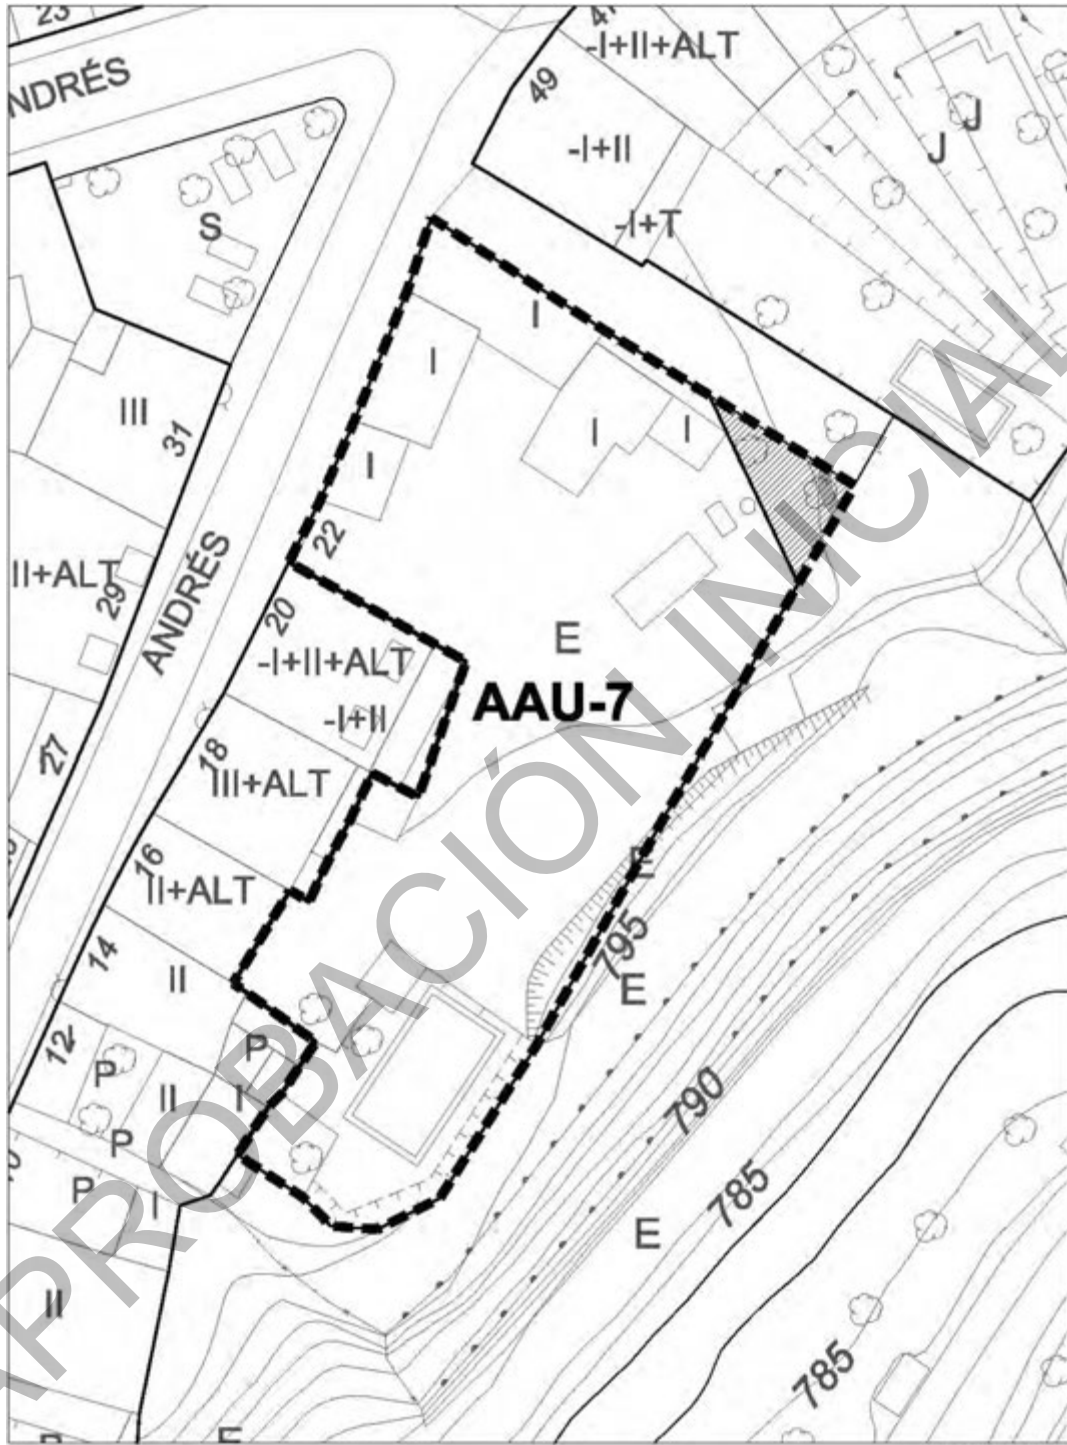 23
NDRÉS
47
-I+II+ALT
49
-I+II
-I+T
J
J
S
III
31
I
I
I
I
I
22
II+ALT
29
ANDRÉS
20
-I+II+ALT
-I+II
E
AAU-7
27
18
III+ALT
16
II+ALT
E
795
E
14
II
12
P
P
II
I
P
790
P
I
785
E
II
785
E
APROBACIÓN INICIAL